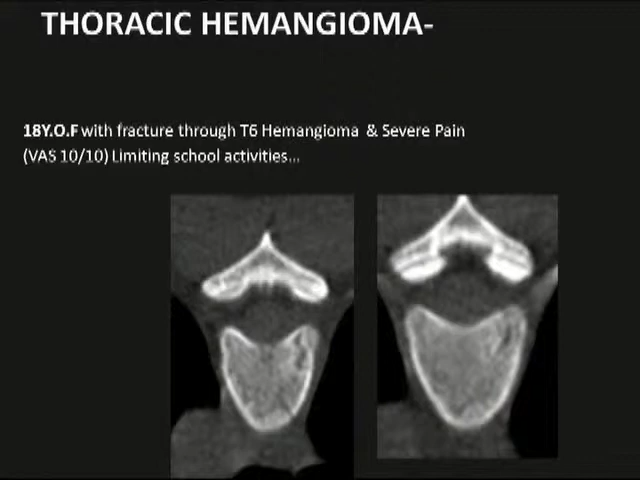 THORACIC HEMANGIOMA-
18Y.O.F with fracture through T6 Hemangioma & Severe Pain
(VAS 10/10) Limiting school activities...